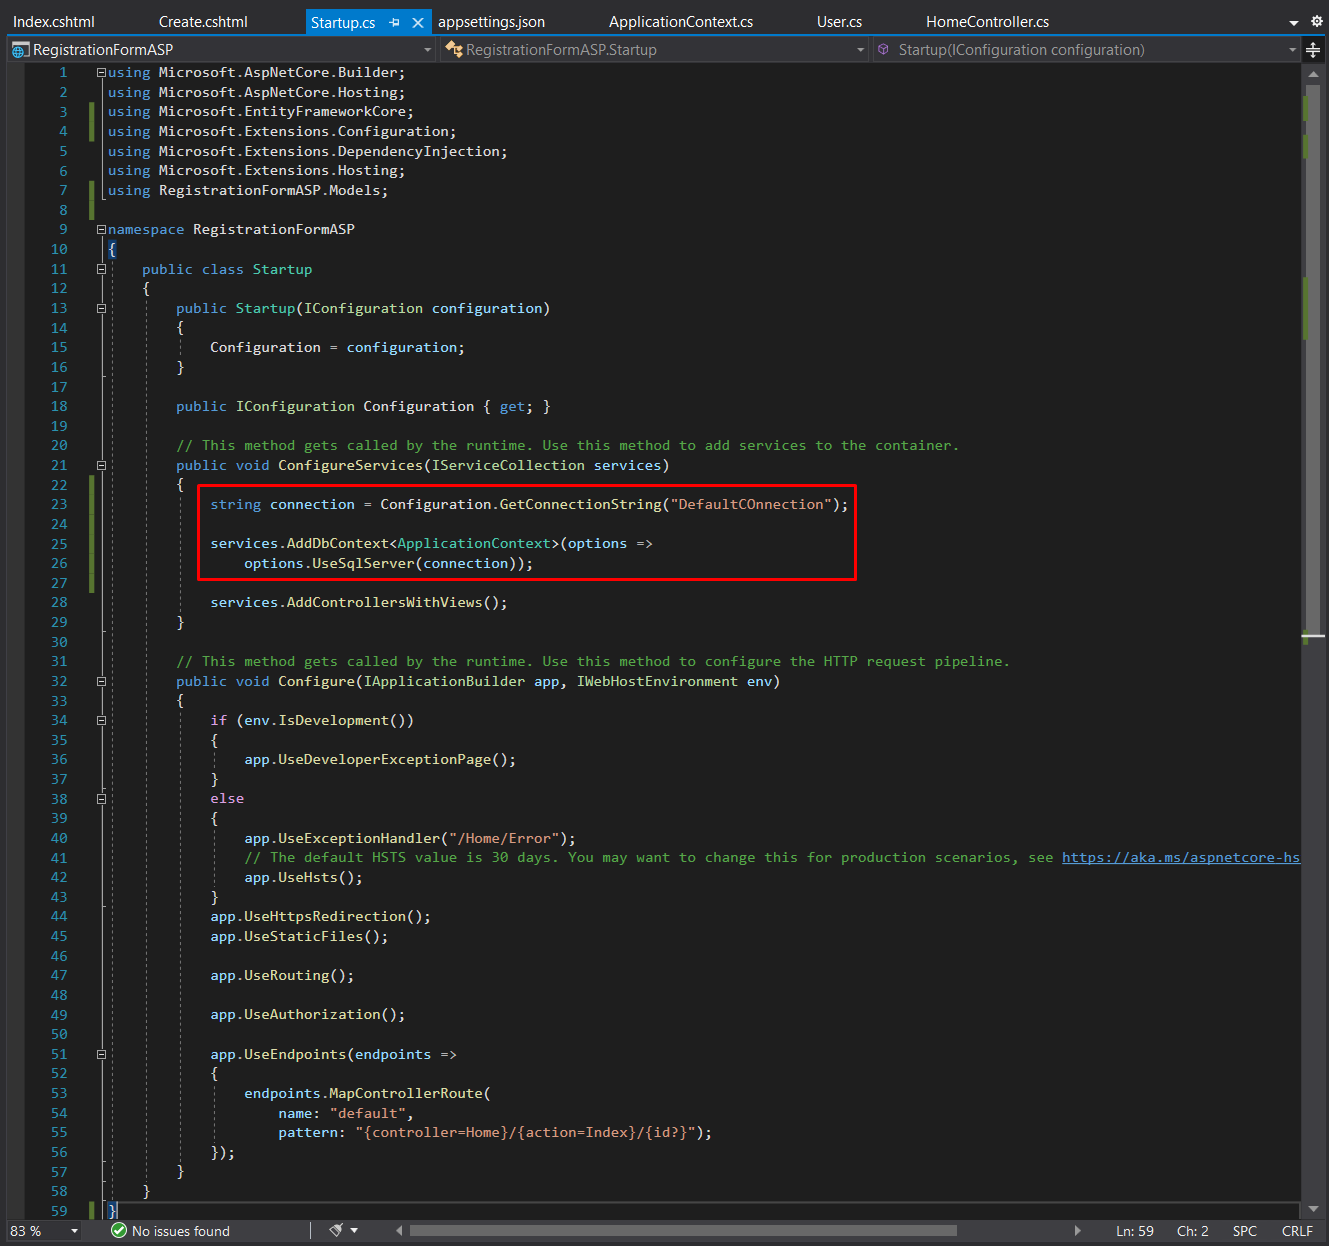 Index.cshtml Create.cshtml Startup.cs appsettings.json ApplicationContext.cs User.cs HomeController.cs
RegistrationFormASP RegistrationFormASP.Startup Startup(IConfiguration configuration)
1 using Microsoft.AspNetCore.Builder;
2 using Microsoft.AspNetCore.Hosting;
3 using Microsoft.EntityFrameworkCore;
4 using Microsoft.Extensions.Configuration;
5 using Microsoft.Extensions.DependencyInjection;
6 using Microsoft.Extensions.Hosting;
7 using RegistrationFormASP.Models;
8
9 namespace RegistrationFormASP
10 {
11 public class Startup
12 {
13 public Startup(IConfiguration configuration)
14 {
15 Configuration = configuration;
16 }
17
18 public IConfiguration Configuration { get; }
19
20 // This method gets called by the runtime. Use this method to add services to the container.
21 public void ConfigureServices(IServiceCollection services)
22 {
23 string connection = Configuration.GetConnectionString("DefaultCOnnection");
24
25 services.AddDbContext<ApplicationContext>(options =>
26 options.UseSqlServer(connection));
27
28 services.AddControllersWithViews();
29 }
30
31 // This method gets called by the runtime. Use this method to configure the HTTP request pipeline.
32 public void Configure(IApplicationBuilder app, IWebHostEnvironment env)
33 {
34 if (env.IsDevelopment())
35 {
36 app.UseDeveloperExceptionPage();
37 }
38 else
39 {
40 app.UseExceptionHandler("/Home/Error");
41 // The default HSTS value is 30 days. You may want to change this for production scenarios, see https://aka.ms/aspnetcore-hs
42 app.UseHsts();
43 }
44 app.UseHttpsRedirection();
45 app.UseStaticFiles();
46
47 app.UseRouting();
48
49 app.UseAuthorization();
50
51 app.UseEndpoints(endpoints =>
52 {
53 endpoints.MapControllerRoute(
54 name: "default",
55 pattern: "{controller=Home}/{action=Index}/{id?}");
56 });
57 }
58 }
59 }
83 % No issues found Ln: 59 Ch: 2 SPC CRLF